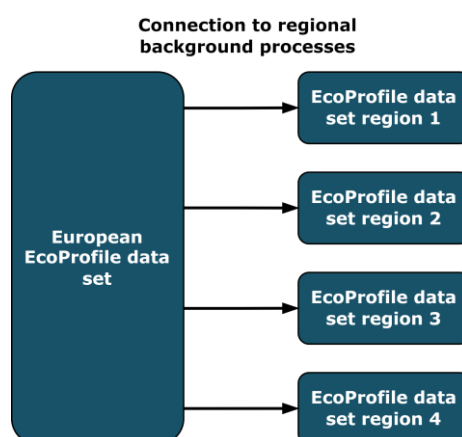 Connection to regional
background processes
European
EcoProfile data
set
EcoProfile data
set region 1
EcoProfile data
set region 2
EcoProfile data
set region 3
EcoProfile data
set region 4